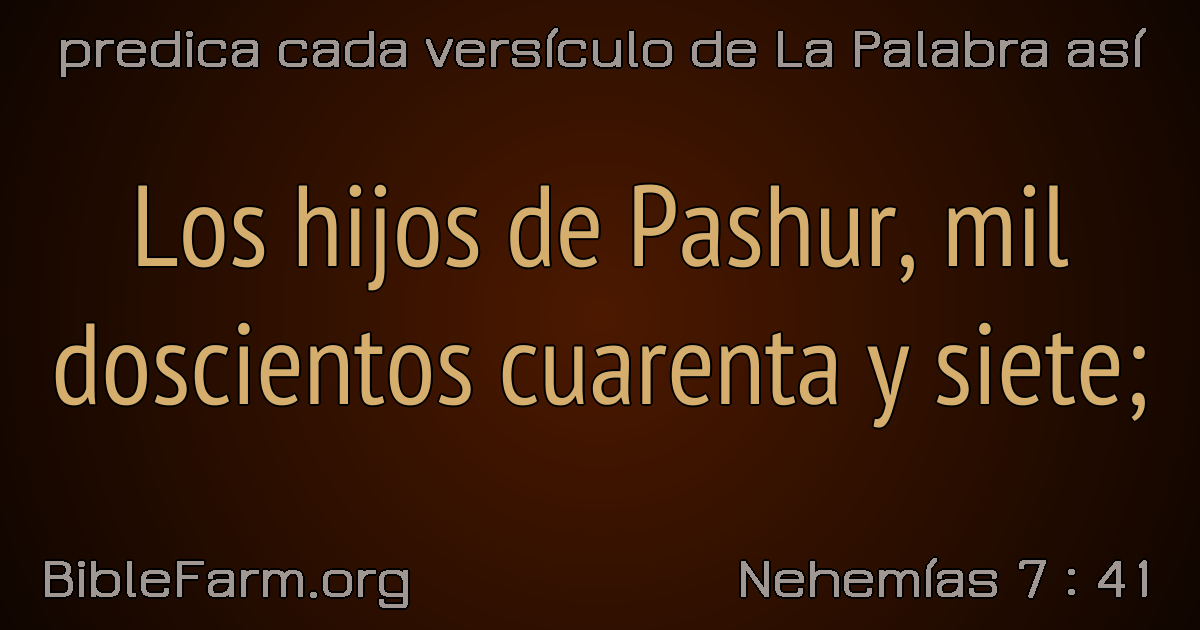 predica cada versículo de La Palabra así
Los hijos de Pashur, mil
doscientos cuarenta y siete;
BibleFarm.org
Nehemías 7 : 41